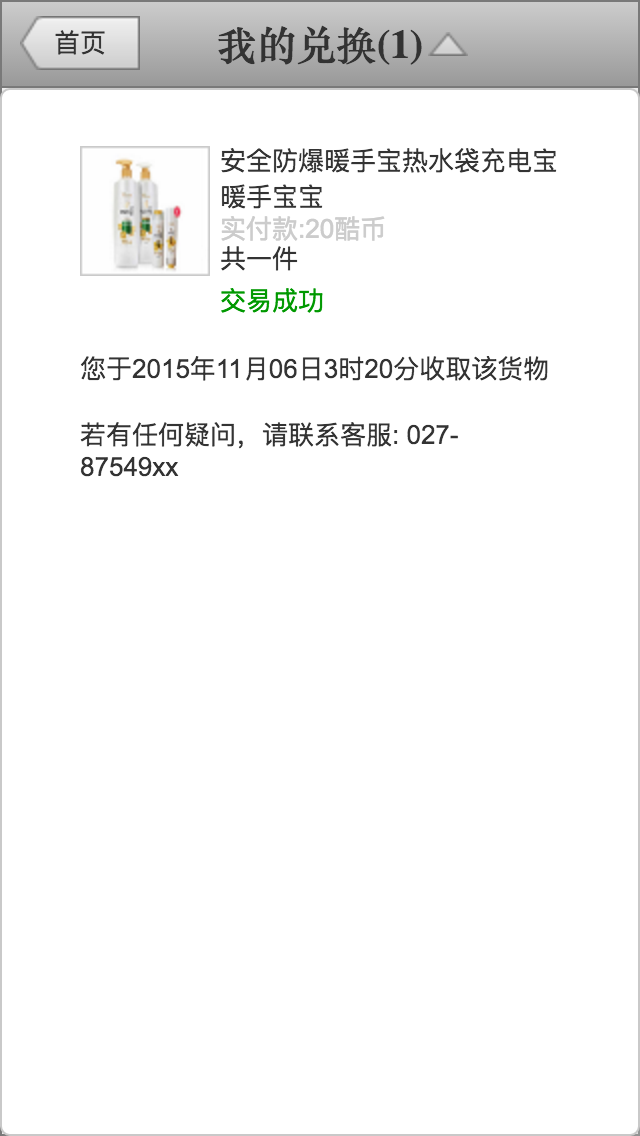 首页
我的兑换(1)
安全防爆暖手宝热水袋充电宝
暖手宝宝
实付款:20酷币
共一件
交易成功
您于2015年11月06日3时20分收取该货物
若有任何疑问，请联系客服: 027-
87549xx